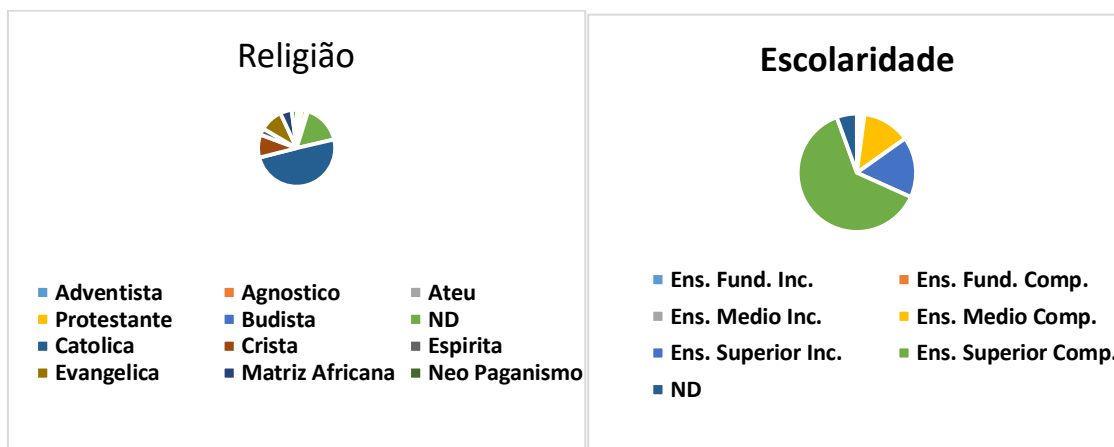 Religião
Adventista
Agnostico
Ateu
Protestante
Budista
ND
Catolica
Crista
Espirita
Evangelica
Matriz Africana
Neo Paganismo
Escolaridade
Ens. Fund. Inc.
Ens. Fund. Comp.
Ens. Medio Inc.
Ens. Medio Comp.
Ens. Superior Inc.
Ens. Superior Comp.
ND